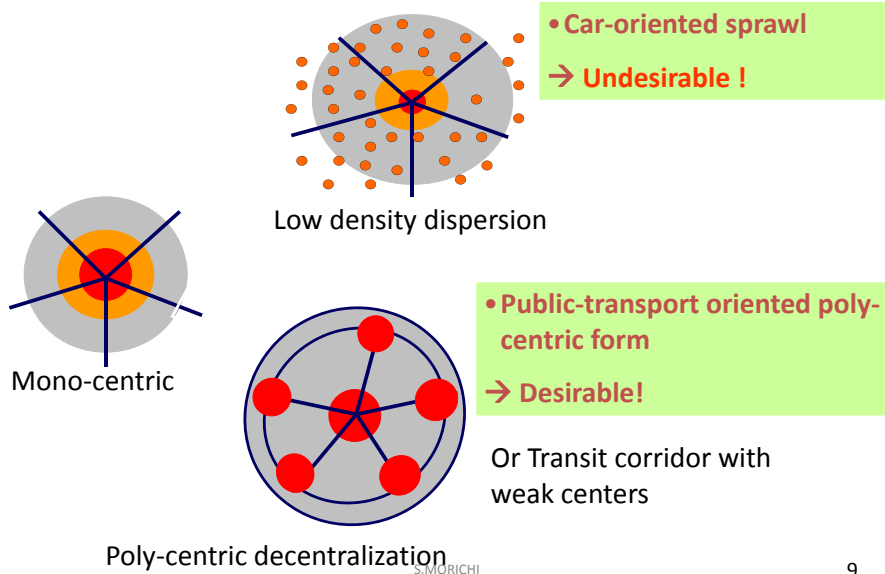 • Car-oriented sprawl
→ Undesirable !
Low density dispersion
Mono-centric
• Public-transport oriented poly-
centric form
→ Desirable!
Or Transit corridor with
weak centers
Poly-centric decentralization
S.MORICHI
9